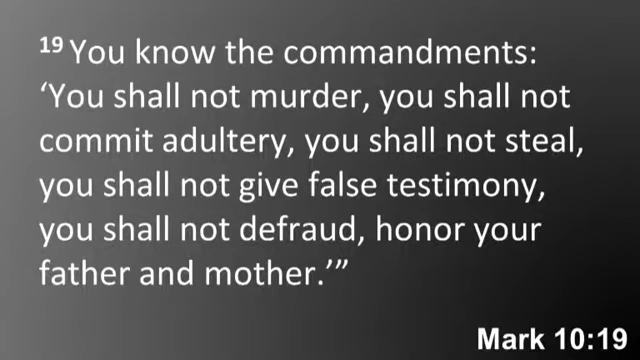 19 You know the commandments:
‘You shall not murder, you shall not
commit adultery, you shall not steal,
you shall not give false testimony,
you shall not defraud, honor your
father and mother.’”
Mark 10:19